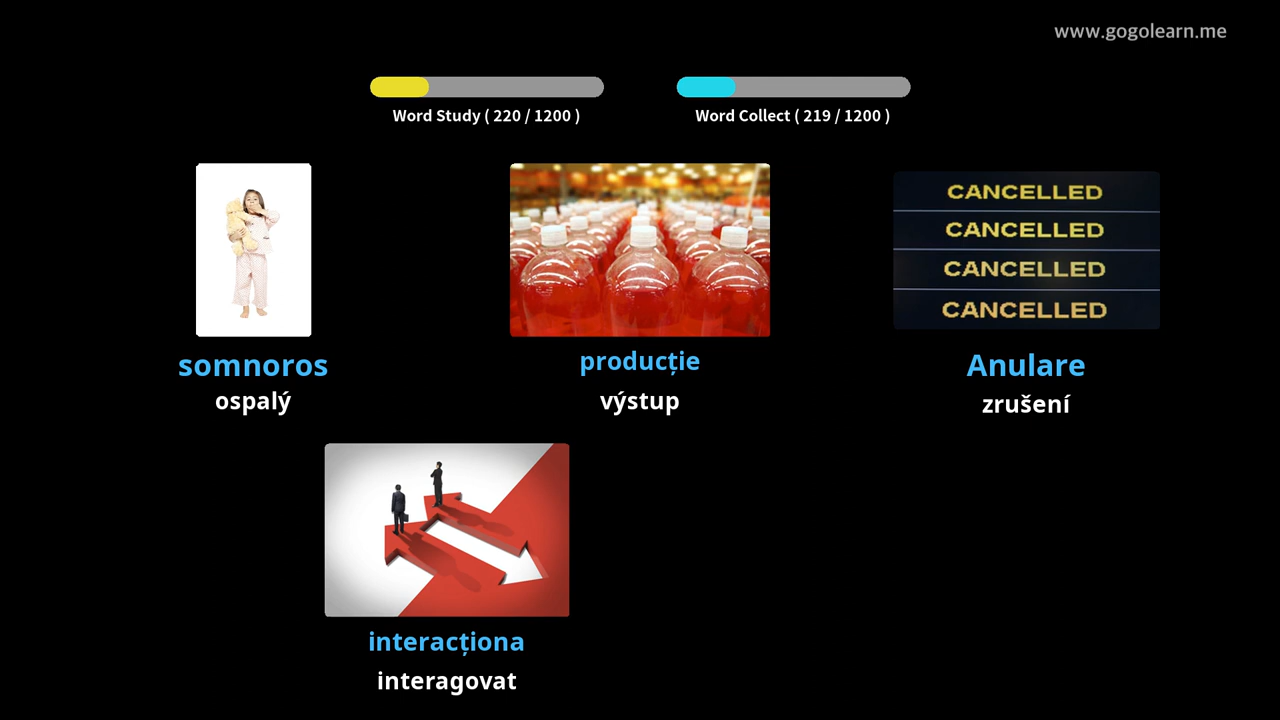 www.gogolearn.me
Word Study ( 220 / 1200 )
Word Collect ( 219 / 1200 )
CANCELLED
CANCELLED
CANCELLED
CANCELLED
somnoros
producție
Anulare
ospalý
výstup
zrušení
interacționa
interagovat